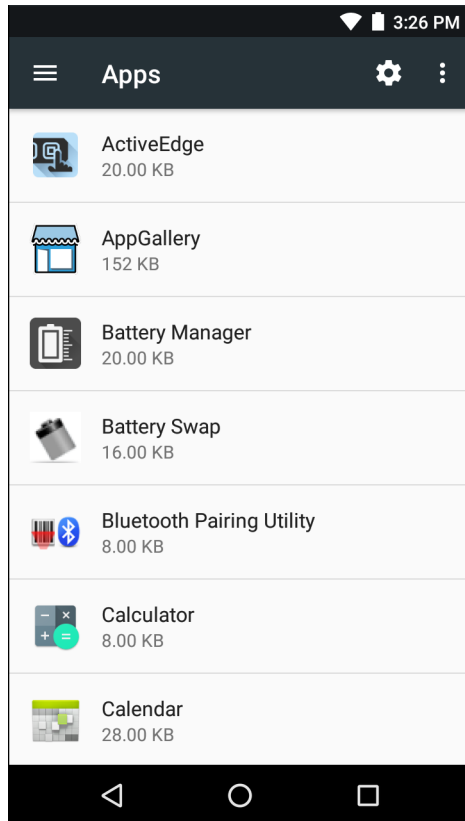 3:26 PM
Apps
ActiveEdge
20.00 KB
AppGallery
152 KB
Battery Manager
20.00 KB
Battery Swap
16.00 KB
Bluetooth Pairing Utility
8.00 KB
Calculator
8.00 KB
Calendar
28.00 KB